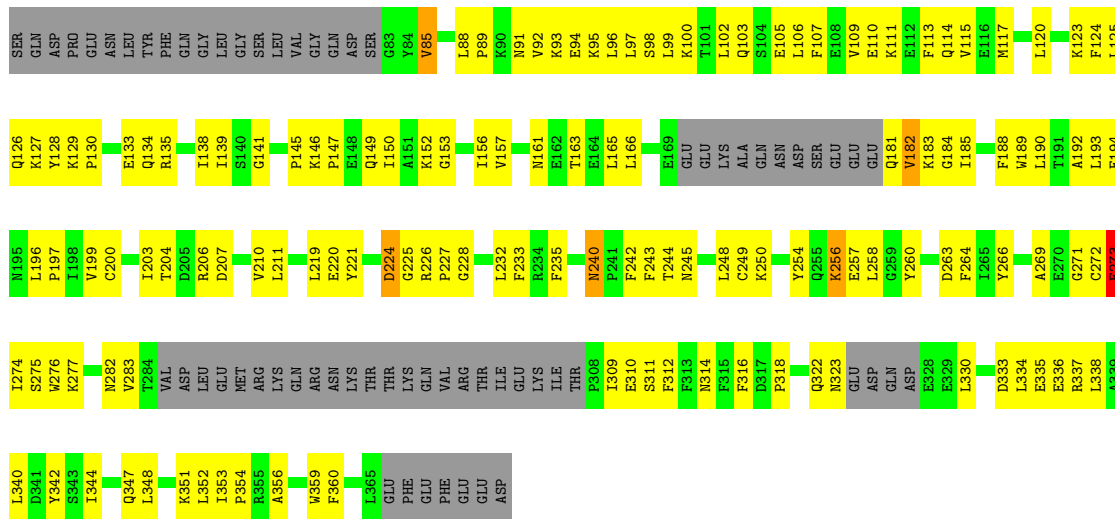 SER GLN ASP PRO GLU ASN LEU TYR PHE GLN GLY LEU GLY SER LEU VAL GLY GLN ASP SER G83 Y84 V85 L88 P89 K90 N91 V92 K93 E94 K95 L96 L97 S98 L99 K100 T101 L102 Q103 S104 E105 L106 F107 E108 V109 E110 K111 E112 F113 Q114 V115 E116 M117 L120 K123 F124
Q126 K127 Y128 K129 P130 E133 Q134 R135 I138 I139 S140 G141 P145 K146 P147 E148 Q149 I150 A151 K152 G153 I156 V157 N161 E162 T163 E164 L165 L166 E169 GLU GLU LYS ALA GLN ASN ASP SER GLU GLU GLU Q181 V182 K183 G184 I185 F188 W189 L190 T191 A192 L193
N195 L196 P197 I198 V199 C200 I203 T204 D205 R206 D207 V210 L211 L219 E220 Y221 D224 G225 R226 P227 G228 L232 F233 R234 F235 N240 P241 F242 F243 T244 N245 L248 C249 K250 Y254 Q255 K256 E257 L258 G259 Y260 D263 F264 I265 Y266 A269 E270 G271 C272
I274 S275 W276 K277 N282 V283 T284 VAL ASP LEU GLU MET ARG LYS GLN ARG ASN LYS THR THR LYS GLN VAL ARG THR ILE GLU LYS ILE THR P308 I309 E310 S311 F312 F313 N314 F315 F316 D317 P318 Q322 N323 GLU ASP GLN ASP E328 E329 L330 D333 L334 E335 E336 R337 L338 A339
L340 D341 Y342 S343 I344 Q347 L348 K351 L352 I353 P354 R355 A356 W359 F360 L365 GLU PHE GLU PHE GLU GLU ASP